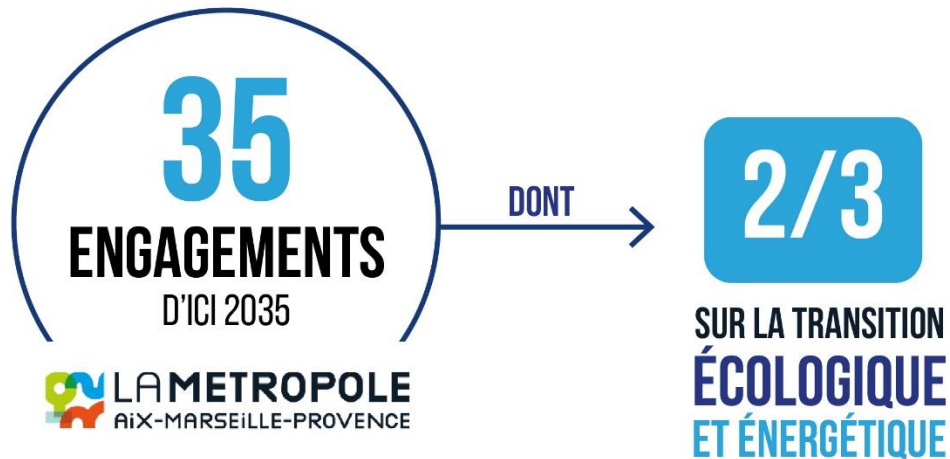 35
ENGAGEMENTS
D'ICI 2035
LAMETROPOLE
AIX-MARSEILLE-PROVENCE
DONT
2/3
SUR LA TRANSITION
ÉCOLOGIQUE
ET ÉNERGÉTIQUE